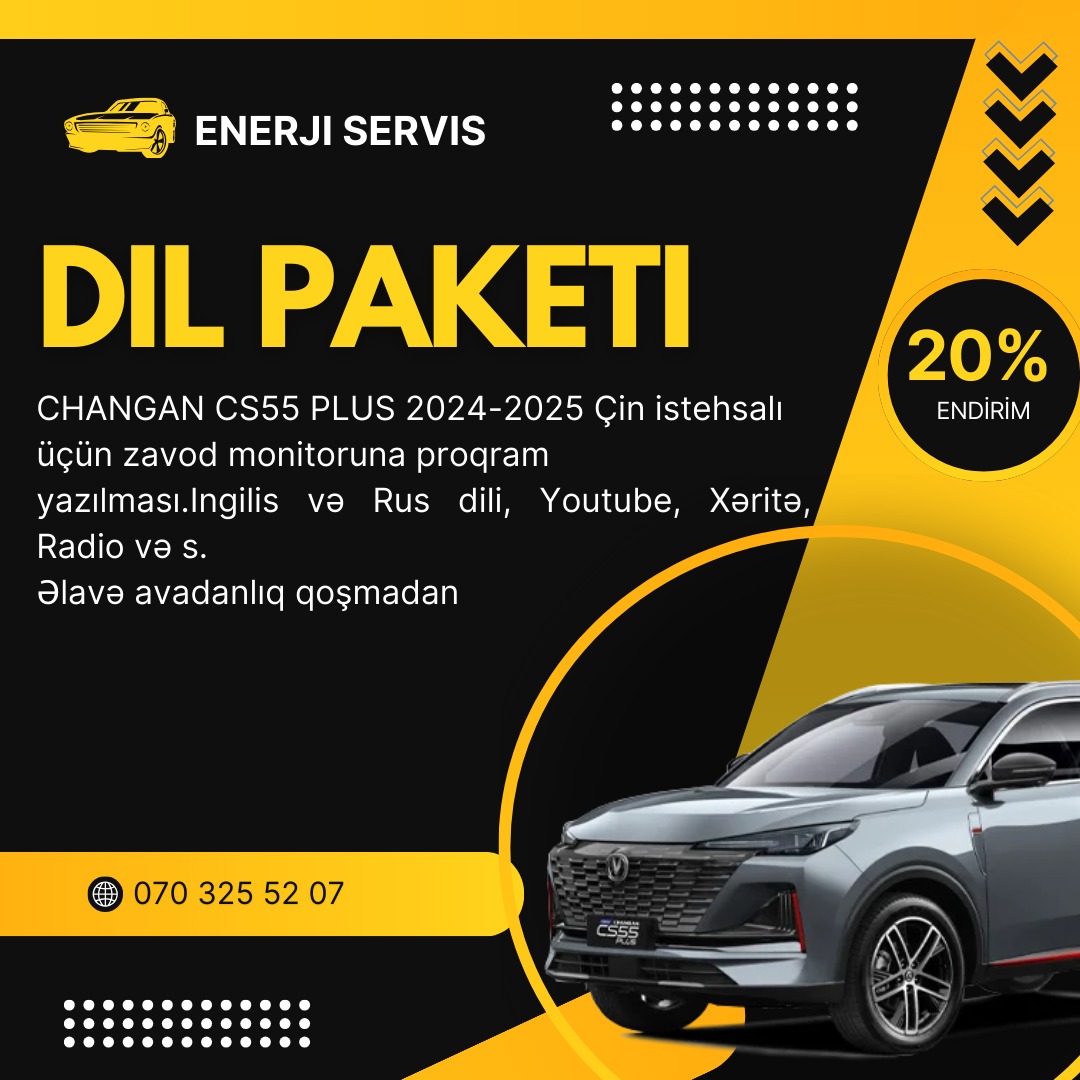 ENERJI SERVIS
DIL PAKETI
20%
ENDİRİM
CHANGAN CS55 PLUS 2024-2025 Çin istehsalı
üçün zavod monitoruna proqram
yazılması.Ingilis və Rus dili, Youtube, Xəritə,
Radio və s.
Əlavə avadanlıq qoşmadan
070 325 52 07
CHANGAN
CS55
PLUS